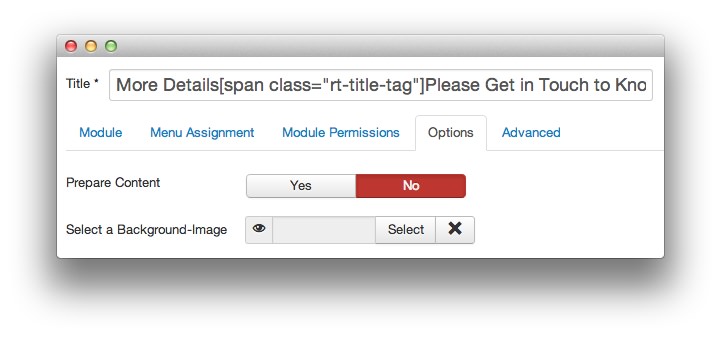 Title * More Details[span class="rt-title-tag"]Please Get in Touch to Kno
Module Menu Assignment Module Permissions Options Advanced
Prepare Content Yes No
Select a Background-Image Select